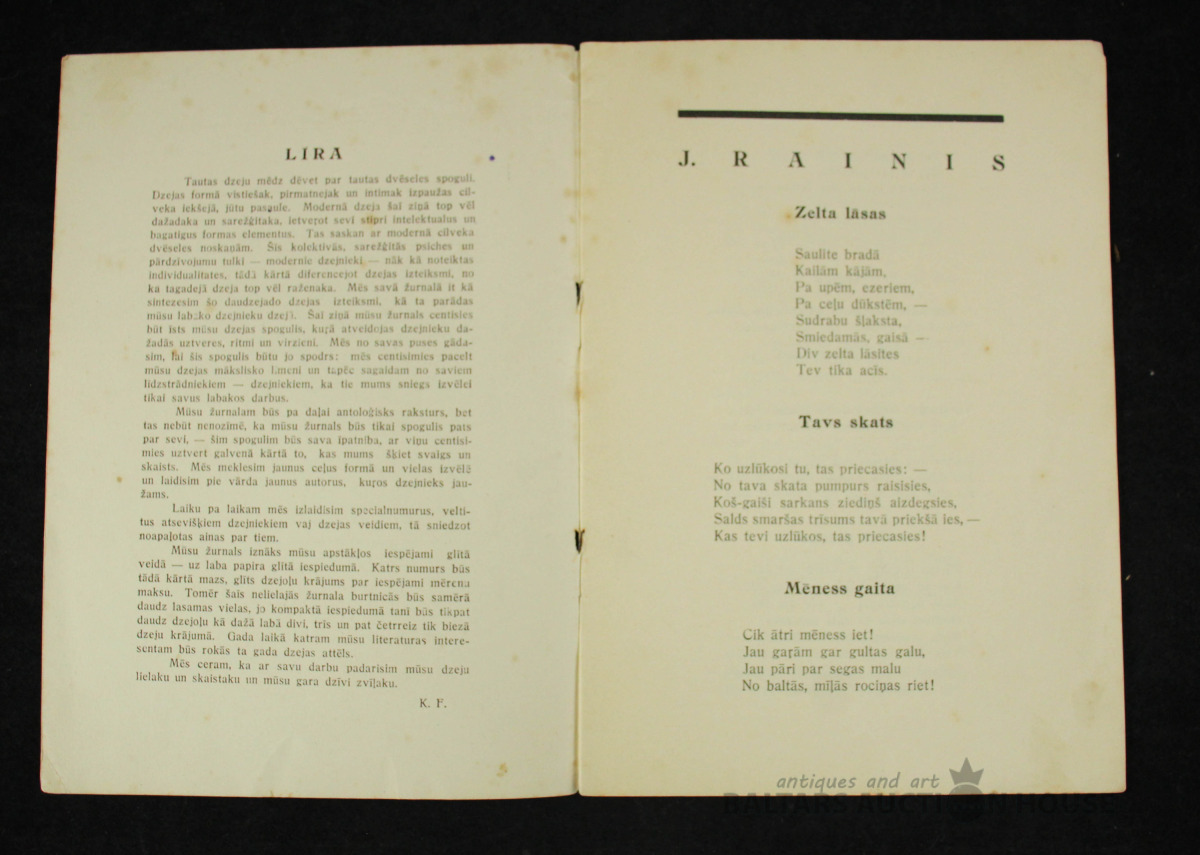 LIRA
Tautas dzeju mēdz dēvet par tautas dvēseles spoguli.
Dzejas formā vistiešak, pirmatnejak un intimak izpaužas cil-
veka iekšejā, jūtu pasaule. Modernā dzeja šai ziņā top vēl
dažadaka un sarežģitaka, ietveŗot sevi stipri intelektualus un
bagatigus formas elementus. Tas saskan ar modernā cilveka
dvēseles noskaņām. Šis kolektivās, sarežģitās psiches un
pārdzivojumu tulki — modernie dzejnieki — nāk kā noteiktas
individualitates, tādā kārtā diferencejot dzejas izteiksmi, no
kā tagadejā dzeja top vēl raženaka. Mēs savā žurnalā it kā
sintezesim šo daudzejado dzejas izteiksmi, kā ta parādas
mūsu labako dzejnieku dzejā. Šai ziņā mūsu žurnals centisies
būt ists mūsu dzejas spogulis, kuŗā atveidojas dzejnieku da-
žadās uztveres, ritmi un virzieni. Mēs no savas puses gāda-
sim, lai šis spogulis būtu jo spodrs: mēs centisimies pacelt
mūsu dzejas māksliško limeni un tapēc sagaidam no saviem
lidzstrādniekiem — dzejniekiem, ka tie mums sniegs izvēlei
tikai savus labakos darbus.
Mūsu žurnalam būs pa daļai antoloģisks raksturs, bet
tas nebūt nenozimē, ka mūsu žurnals būs tikai spogulis pats
par sevi, — šim spogulim būs sava ipatniba, ar viņu centisi-
mies uztvert galvenā kārtā to, kas mums šķiet svaigs un
skaists. Mēs meklesim jaunus ceļus formā un vielas izvēlē
un laidisim pie vārda jaunus autorus, kuŗos dzejnieks jau-
žams.
Laiku pa laikam mēs izlaidisim specialnumurus, velti-
tus atsevišķiem dzejniekiem vaj dzejas veidiem, tā sniedzot
noapaļotas ainas par tiem.
Mūsu žurnals iznāks mūsu apstākļos iespējami glitā
veidā — uz laba papira glitā iespiedumā. Katrs numurs būs
tādā kārtā mazs, glits dzejoļu krājums par iespējami mērenu
maksu. Tomēr šais nelielajās žurnala burtnicās būs samērā
daudz lasamas vielas, jo kompaktā iespiedumā tani būs tikpat
daudz dzejoļu kā dažā labā divi, tris un pat četrreiz tik biezā
dzeju krājumā. Gada laikā katram mūsu literaturas intere-
sentam būs rokās ta gada dzejas attēls.
Mēs ceram, ka ar savu darbu padarisim mūsu dzeju
lielaku un skaistaku un mūsu gara dzīvi zviļaku.
K. F.
J. RAINIS
Zelta lāsas
Saulite bradā
Kailām kājām,
Pa upēm, ezeriem,
Pa ceļu dūkstēm, —
Sudrabu šļaksta,
Smiedamās, gaisā —
Div zelta lāsites
Tev tika acis.
Tavs skats
Ko uzlūkosi tu, tas priecasies: —
No tava skata pumpurs raisisies,
Koš-gaiši sarkans ziediņš aizdegsies,
Salds smaršas trisums tavā priekšā ies, —
Kas tevi uzlūkos, tas priecasies!
Mēness gaita
Cik ātri mēness iet!
Jau gaŗām gar gultas galu,
Jau pāri par segas malu
No baltās, miļās rociņas riet!
antiques and art
BALTARS AUCTION HOUSE